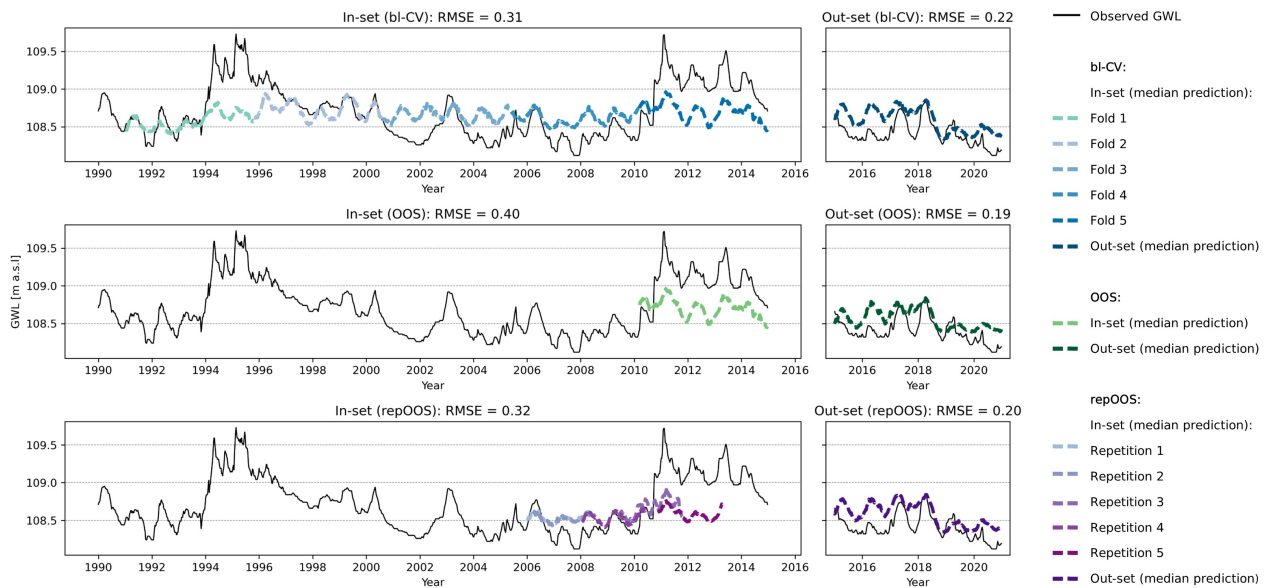 In-set (bl-CV): RMSE = 0.31
109.5
109.0
108.5
1990 1992 1994 1996 1998 2000 2002 2004 2006 2008 2010 2012 2014 2016
Year
Out-set (bl-CV): RMSE = 0.22
2016 2018 2020
Year
In-set (OOS): RMSE = 0.40
GWL [m a.s.l]
109.5
109.0
108.5
1990 1992 1994 1996 1998 2000 2002 2004 2006 2008 2010 2012 2014 2016
Year
Out-set (OOS): RMSE = 0.19
2016 2018 2020
Year
In-set (repOOS): RMSE = 0.32
109.5
109.0
108.5
1990 1992 1994 1996 1998 2000 2002 2004 2006 2008 2010 2012 2014 2016
Year
Out-set (repOOS): RMSE = 0.20
2016 2018 2020
Year
Observed GWL
bl-CV:
In-set (median prediction):
Fold 1
Fold 2
Fold 3
Fold 4
Fold 5
Out-set (median prediction)
OOS:
In-set (median prediction)
Out-set (median prediction)
repOOS:
In-set (median prediction):
Repetition 1
Repetition 2
Repetition 3
Repetition 4
Repetition 5
Out-set (median prediction)